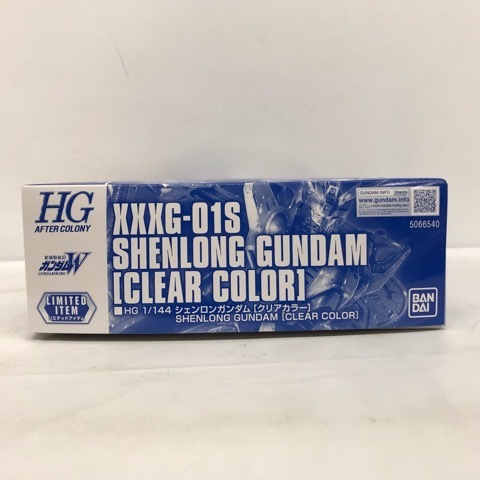 HG
AFTER COLONY
新機動戦記
ガンダムW
LIMITED
ITEM
リミテッドアイテム
XXXG-01S
SHENLONG GUNDAM
[CLEAR COLOR]
■HG 1/144 シェンロンガンダム [クリアカラー]
SHENLONG GUNDAM [CLEAR COLOR]
GUNDAM.INFO
www.gundam.info
5066540
BAN
DAI